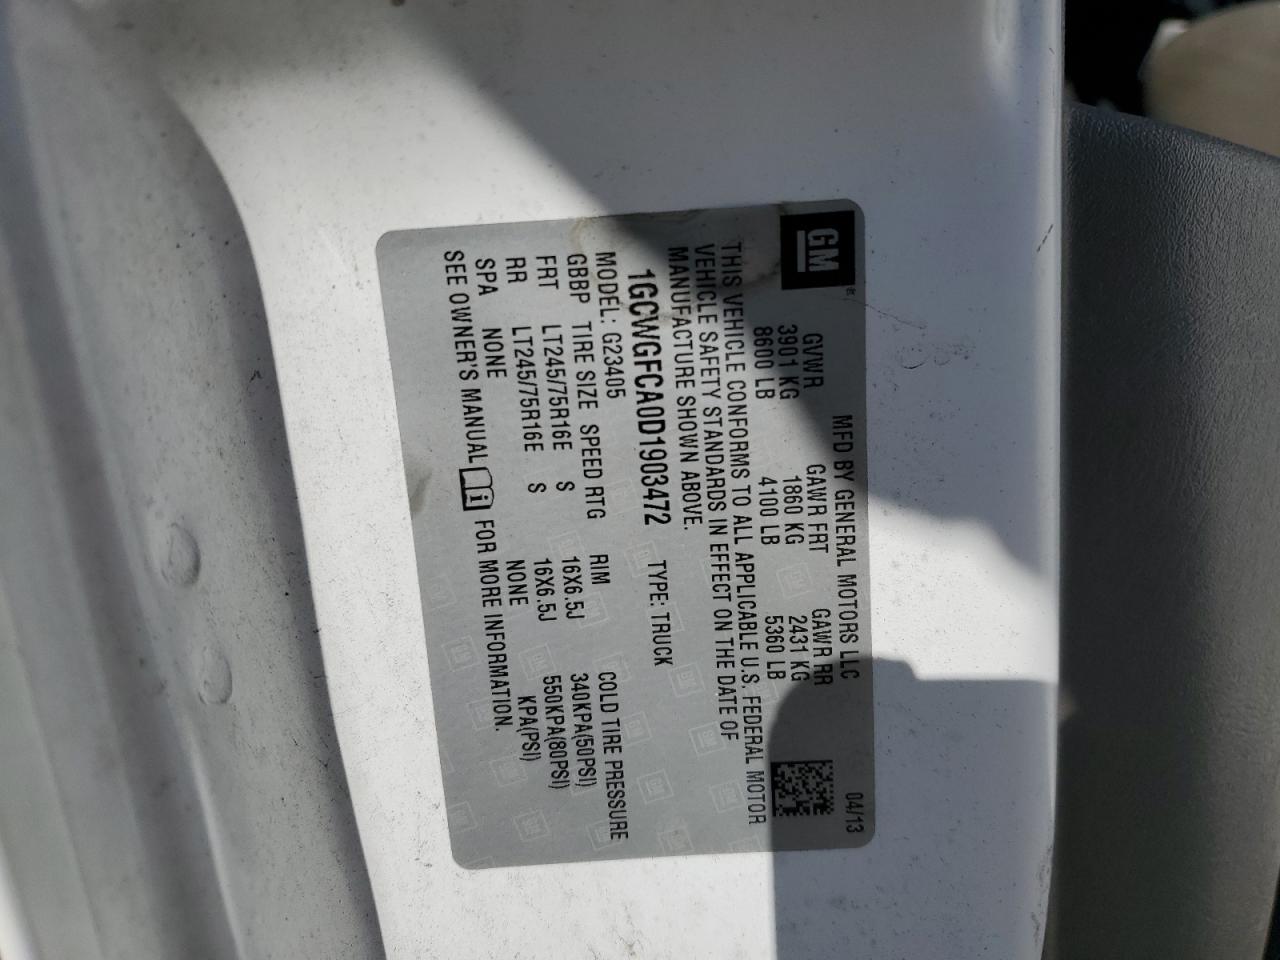 GM
MFD BY GENERAL MOTORS LLC 04/13
GVWR GAWR FRT GAWR RR
3901 KG 1860 KG 2431 KG
8600 LB 4100 LB 5360 LB
THIS VEHICLE CONFORMS TO ALL APPLICABLE U.S. FEDERAL MOTOR
VEHICLE SAFETY STANDARDS IN EFFECT ON THE DATE OF
MANUFACTURE SHOWN ABOVE.
1GCWGFCA0D1903472 TYPE: TRUCK
MODEL: G23405
GBBP TIRE SIZE SPEED RTG RIM COLD TIRE PRESSURE
FRT LT245/75R16E S 16X6.5J 340KPA(50PSI)
RR LT245/75R16E S 16X6.5J 550KPA(80PSI)
SPA NONE NONE KPA(PSI)
SEE OWNER'S MANUAL i FOR MORE INFORMATION.